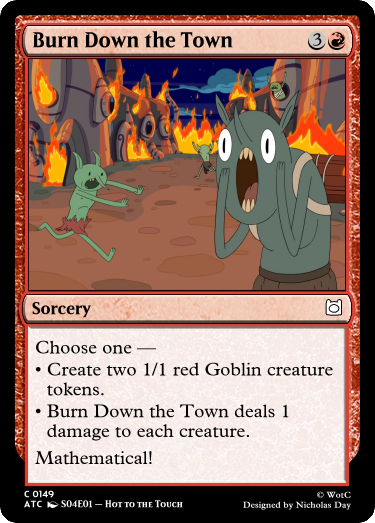 Burn Down the Town 3
Sorcery
Choose one —
• Create two 1/1 red Goblin creature
tokens.
• Burn Down the Town deals 1
damage to each creature.
Mathematical!
C 0149
© WotC
ATC S04E01 – Hot to the Touch
Designed by Nicholas Day